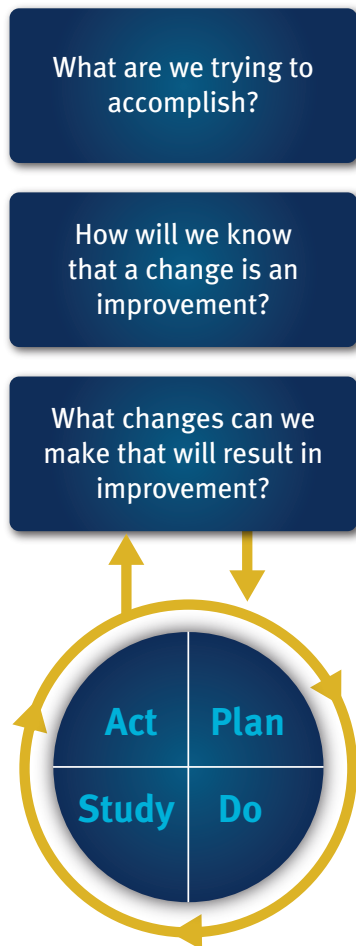 What are we trying to
accomplish?
How will we know
that a change is an
improvement?
What changes can we
make that will result in
improvement?
Act
Plan
Study
Do